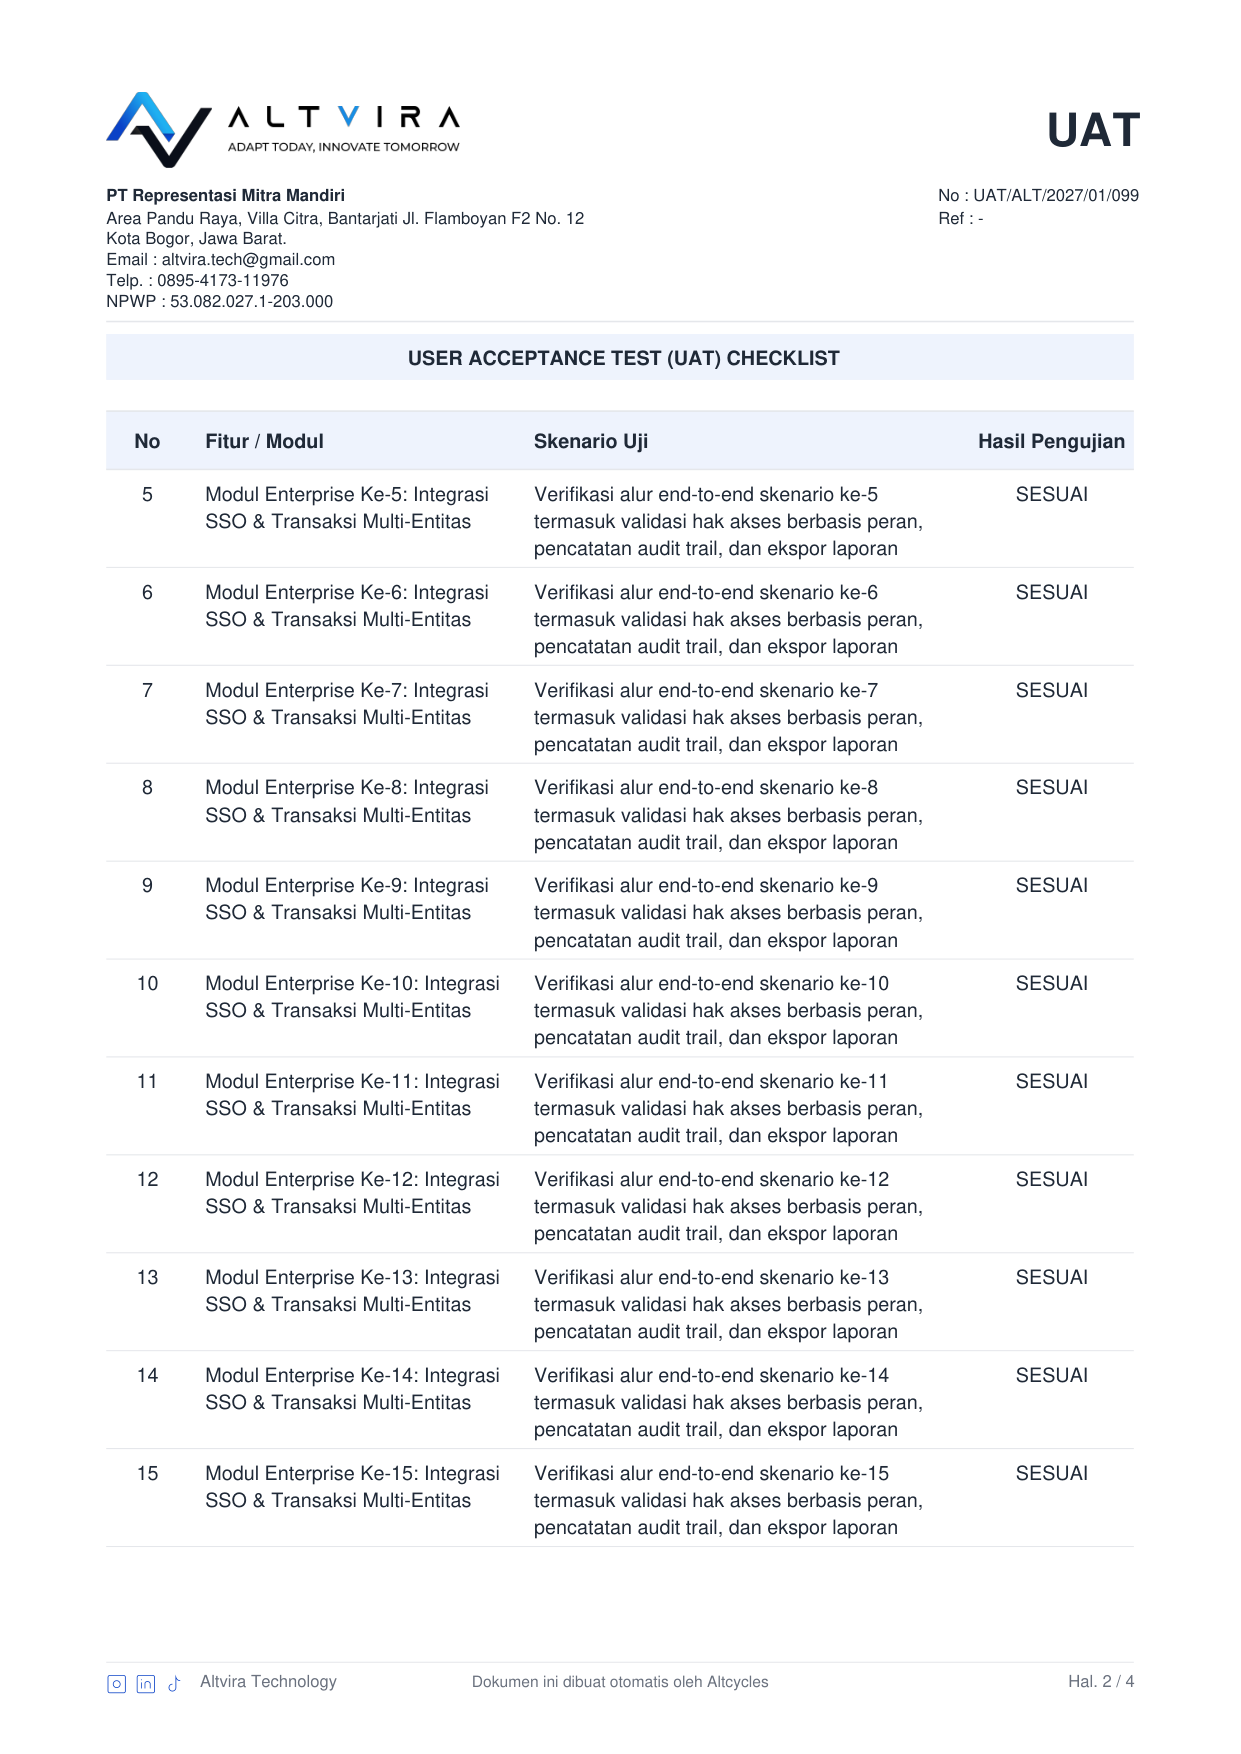 ALTVIRA
ADAPT TODAY, INNOVATE TOMORROW
UAT
PT Representasi Mitra Mandiri
Area Pandu Raya, Villa Citra, Bantarjati Jl. Flamboyan F2 No. 12
Kota Bogor, Jawa Barat.
Email : altvira.tech@gmail.com
Telp. : 0895-4173-11976
NPWP : 53.082.027.1-203.000
No : UAT/ALT/2027/01/099
Ref : -
USER ACCEPTANCE TEST (UAT) CHECKLIST
No Fitur / Modul Skenario Uji Hasil Pengujian
5 Modul Enterprise Ke-5: Integrasi Verifikasi alur end-to-end skenario ke-5 SESUAI
SSO & Transaksi Multi-Entitas termasuk validasi hak akses berbasis peran,
pencatatan audit trail, dan ekspor laporan
6 Modul Enterprise Ke-6: Integrasi Verifikasi alur end-to-end skenario ke-6 SESUAI
SSO & Transaksi Multi-Entitas termasuk validasi hak akses berbasis peran,
pencatatan audit trail, dan ekspor laporan
7 Modul Enterprise Ke-7: Integrasi Verifikasi alur end-to-end skenario ke-7 SESUAI
SSO & Transaksi Multi-Entitas termasuk validasi hak akses berbasis peran,
pencatatan audit trail, dan ekspor laporan
8 Modul Enterprise Ke-8: Integrasi Verifikasi alur end-to-end skenario ke-8 SESUAI
SSO & Transaksi Multi-Entitas termasuk validasi hak akses berbasis peran,
pencatatan audit trail, dan ekspor laporan
9 Modul Enterprise Ke-9: Integrasi Verifikasi alur end-to-end skenario ke-9 SESUAI
SSO & Transaksi Multi-Entitas termasuk validasi hak akses berbasis peran,
pencatatan audit trail, dan ekspor laporan
10 Modul Enterprise Ke-10: Integrasi Verifikasi alur end-to-end skenario ke-10 SESUAI
SSO & Transaksi Multi-Entitas termasuk validasi hak akses berbasis peran,
pencatatan audit trail, dan ekspor laporan
11 Modul Enterprise Ke-11: Integrasi Verifikasi alur end-to-end skenario ke-11 SESUAI
SSO & Transaksi Multi-Entitas termasuk validasi hak akses berbasis peran,
pencatatan audit trail, dan ekspor laporan
12 Modul Enterprise Ke-12: Integrasi Verifikasi alur end-to-end skenario ke-12 SESUAI
SSO & Transaksi Multi-Entitas termasuk validasi hak akses berbasis peran,
pencatatan audit trail, dan ekspor laporan
13 Modul Enterprise Ke-13: Integrasi Verifikasi alur end-to-end skenario ke-13 SESUAI
SSO & Transaksi Multi-Entitas termasuk validasi hak akses berbasis peran,
pencatatan audit trail, dan ekspor laporan
14 Modul Enterprise Ke-14: Integrasi Verifikasi alur end-to-end skenario ke-14 SESUAI
SSO & Transaksi Multi-Entitas termasuk validasi hak akses berbasis peran,
pencatatan audit trail, dan ekspor laporan
15 Modul Enterprise Ke-15: Integrasi Verifikasi alur end-to-end skenario ke-15 SESUAI
SSO & Transaksi Multi-Entitas termasuk validasi hak akses berbasis peran,
pencatatan audit trail, dan ekspor laporan
Altvira Technology Dokumen ini dibuat otomatis oleh Altcycles Hal. 2 / 4